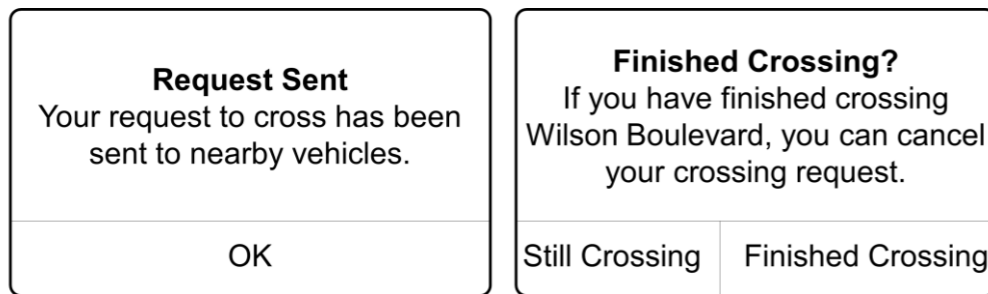 Request Sent
Your request to cross has been
sent to nearby vehicles.
OK
Finished Crossing?
If you have finished crossing
Wilson Boulevard, you can cancel
your crossing request.
Still Crossing
Finished Crossing